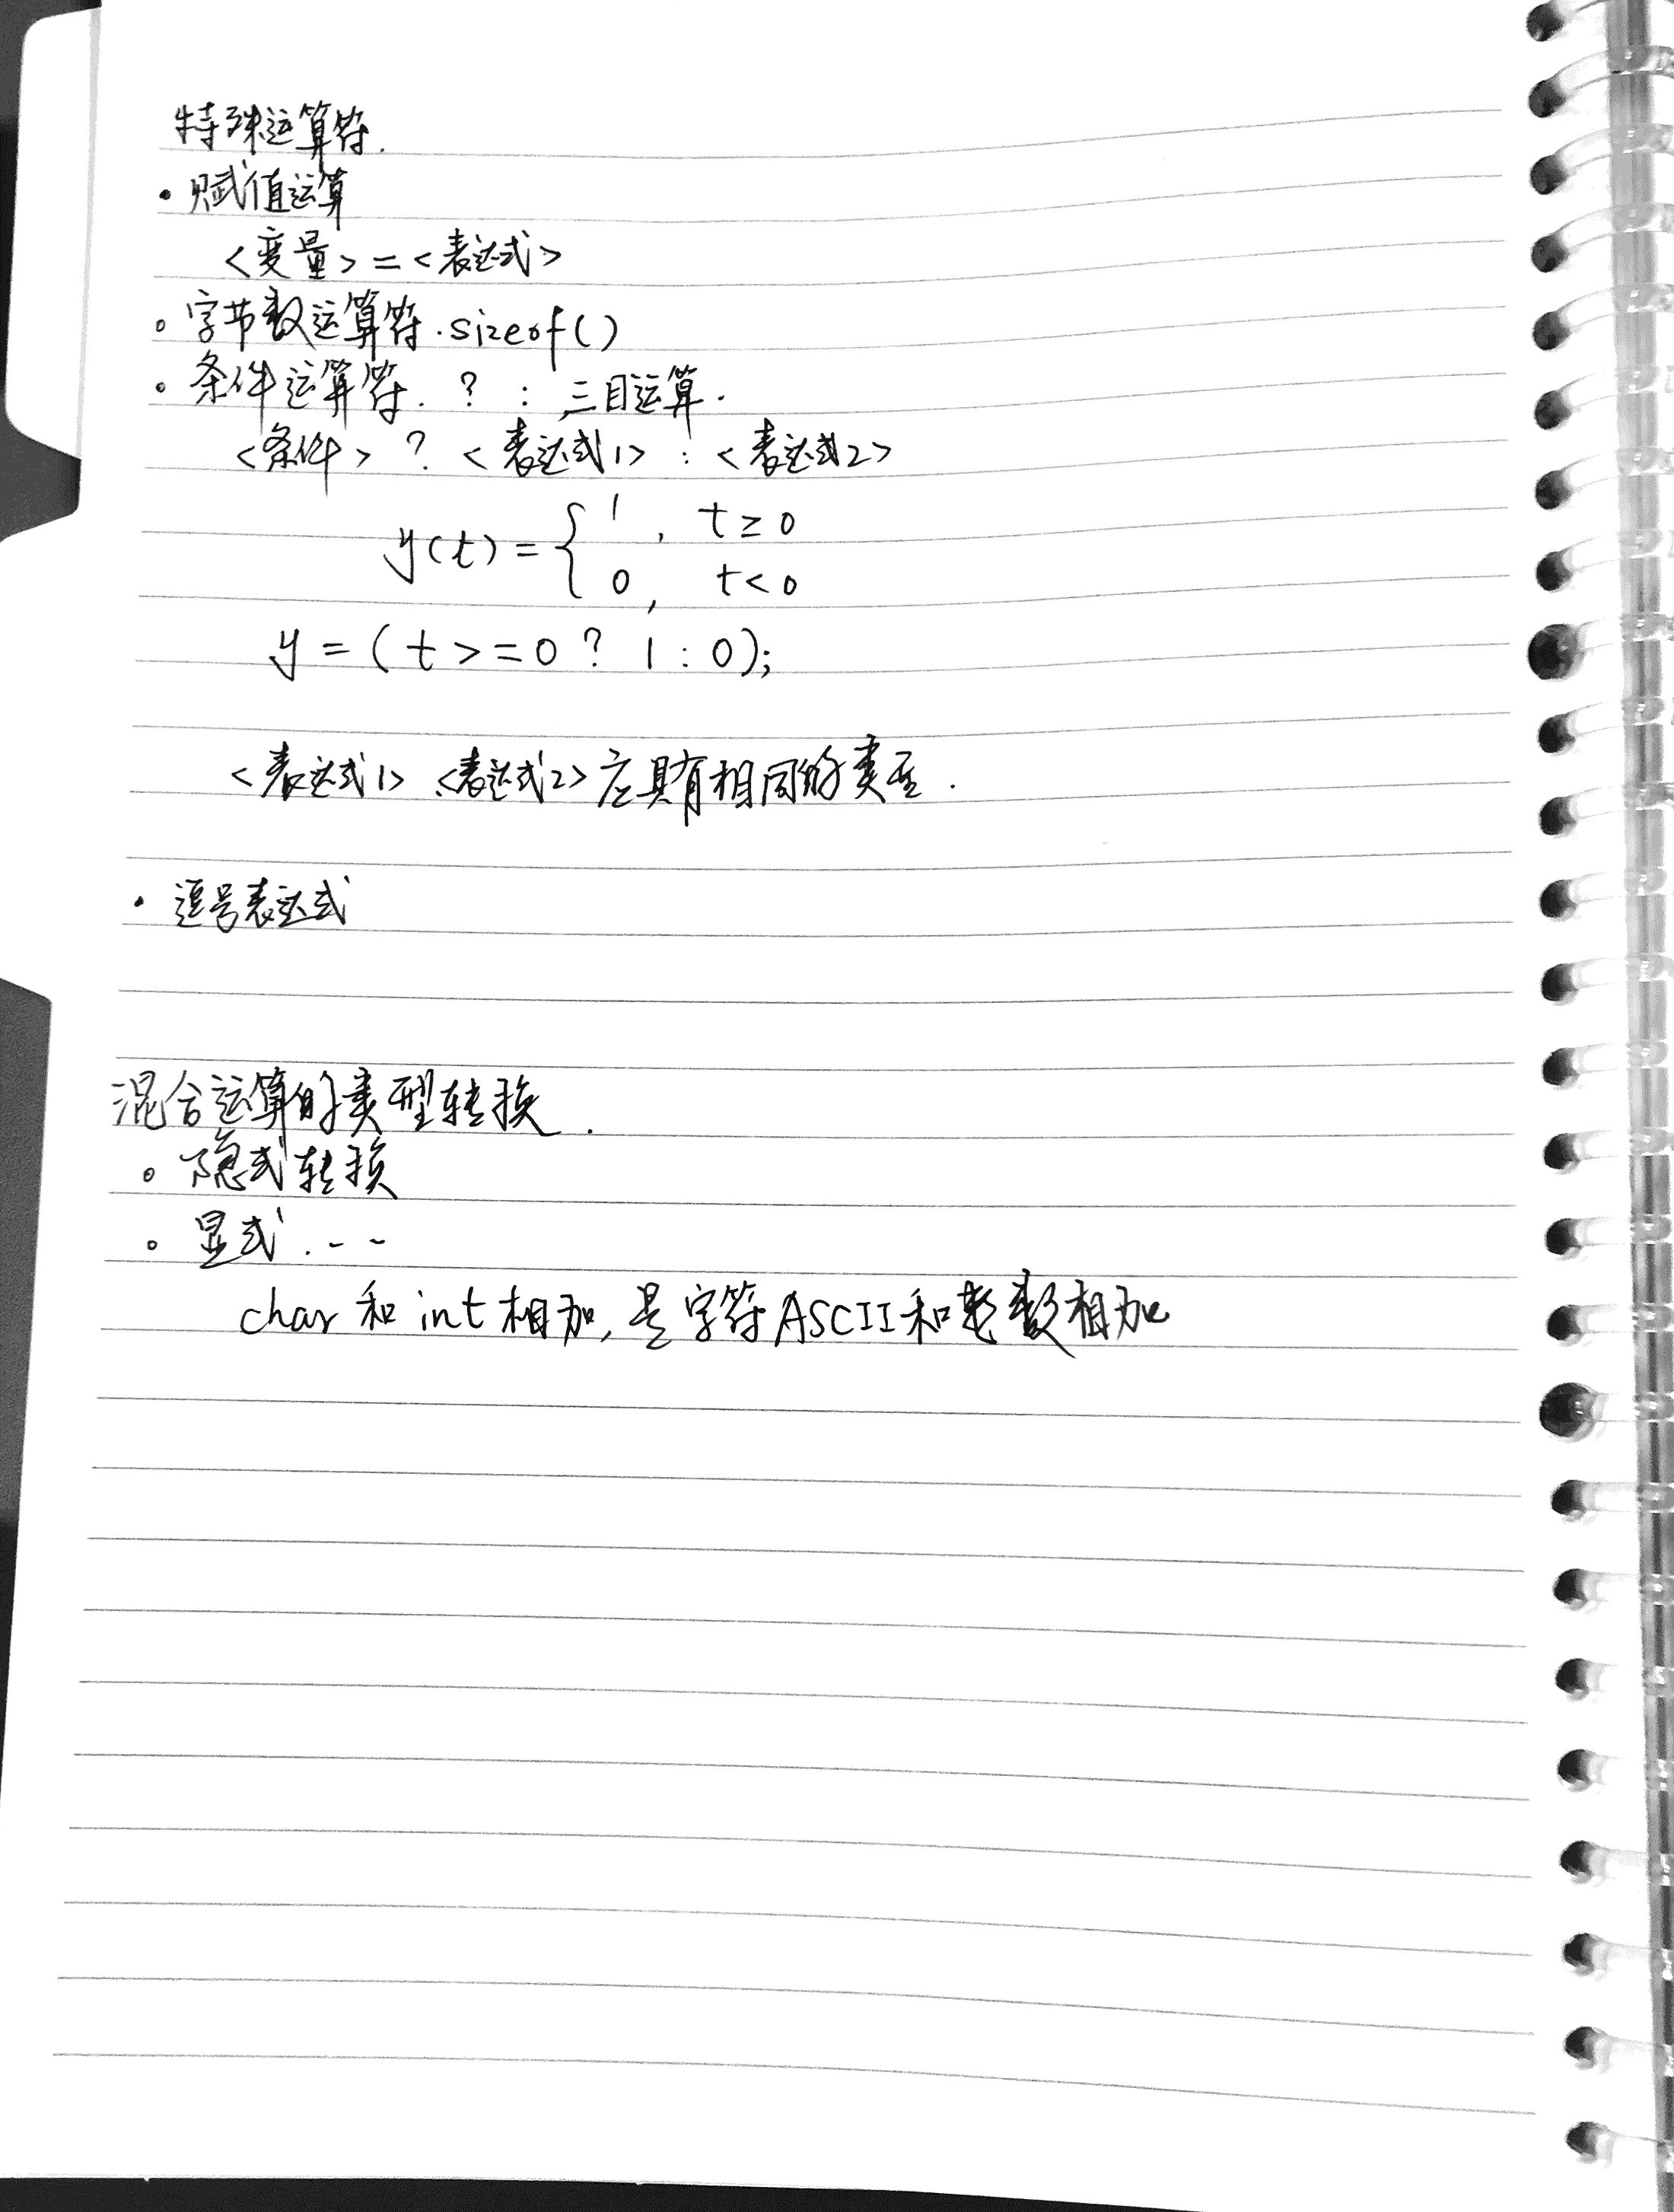 特殊运算符.
• 赋值运算
<变量> = <表达式>
。字节数运算符.sizeof()
• 条件运算符. ? : 三目运算.
<条件> ? <表达式1> : <表达式2>
y(t) = { 1, t ≥ 0
0, t < 0
y = ( t >= 0 ? 1 : 0);
<表达式1>、<表达式2>应具有相同的类型.
• 逗号表达式
混合运算的类型转换.
。隐式转换
。显式...
char 和 int 相加, 是字符ASCII和整数相加